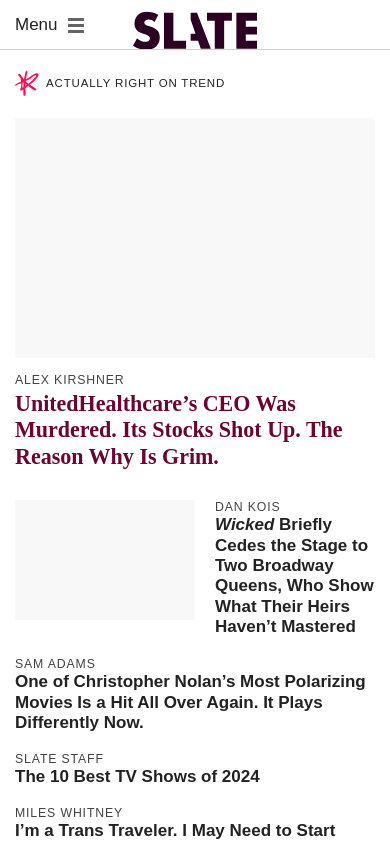 Menu
SLATE
ACTUALLY RIGHT ON TREND
ALEX KIRSHNER
UnitedHealthcare’s CEO Was
Murdered. Its Stocks Shot Up. The
Reason Why Is Grim.
DAN KOIS
Wicked Briefly
Cedes the Stage to
Two Broadway
Queens, Who Show
What Their Heirs
Haven’t Mastered
SAM ADAMS
One of Christopher Nolan’s Most Polarizing
Movies Is a Hit All Over Again. It Plays
Differently Now.
SLATE STAFF
The 10 Best TV Shows of 2024
MILES WHITNEY
I’m a Trans Traveler. I May Need to Start